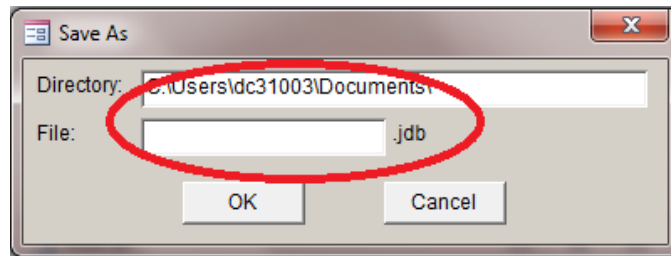 Save As
Directory: C:\Users\dc31003\Documents\
File: .jdb
OK Cancel